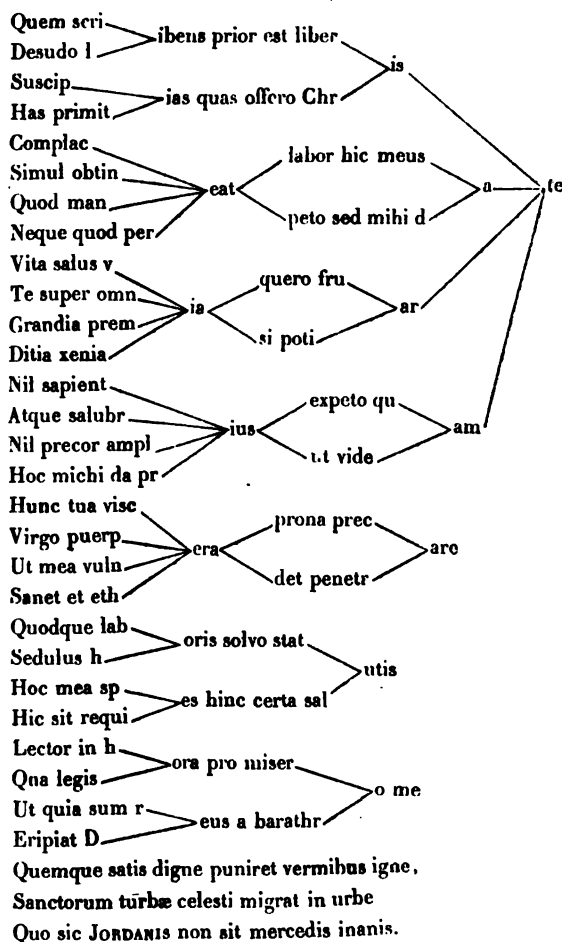 Quem scri
ibens prior est liber
Desudo l
is
Suscip
ias quas offero Chr
Has primit
Complac
labor hic meus
Simul obtin
eat
a
te
Quod man
peto sed mihi d
Neque quod per
Vita salus v
quero fru
Te super omn
ia
ar
Grandia prem
si poti
Ditia xenia
Nil sapient
expeto qu
Atque salubr
ius
am
Nil precor ampl
ut vide
Hoc michi da pr
Hunc tua visc
prona prec
Virgo puerp
era
are
Ut mea vuln
det penetr
Sanet et eth
Quodque lab
oris solvo stat
Sedulus h
utis
Hoc mea sp
es hinc certa sal
Hic sit requi
Lector in h
ora pro miser
Qna legis
o me
Ut quia sum r
eus a barathr
Eripiat D
Quemque satis digne puniret vermibus igne,
Sanctorum turbæ celesti migrat in urbe
Quo sic JORDANIS non sit mercedis inanis.